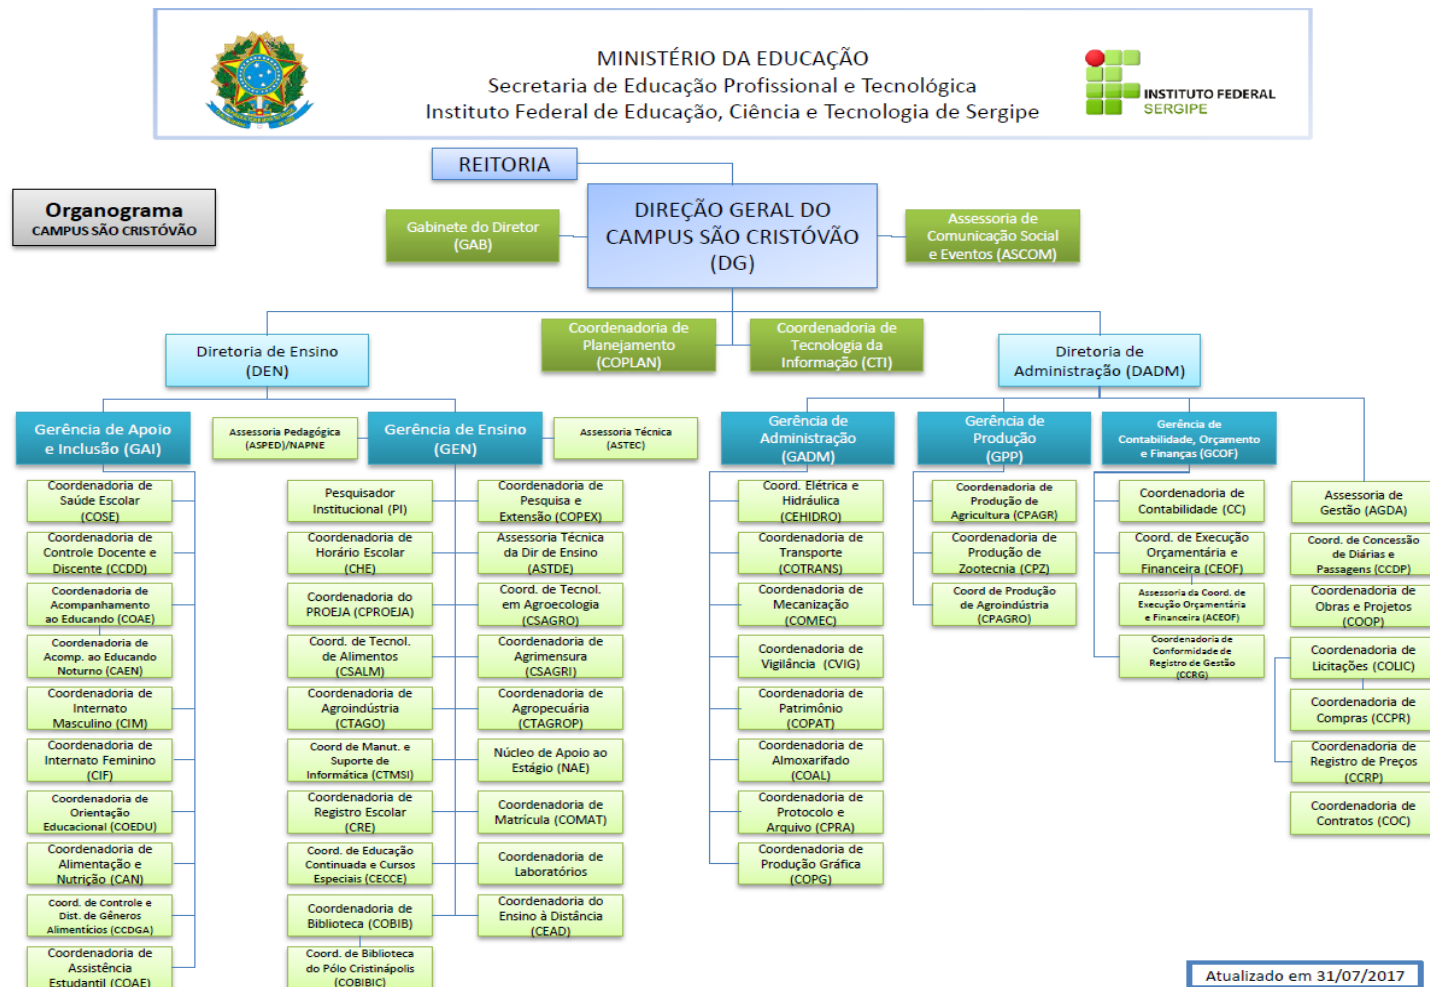 MINISTÉRIO DA EDUCAÇÃO
Secretaria de Educação Profissional e Tecnológica
Instituto Federal de Educação, Ciência e Tecnologia de Sergipe
INSTITUTO FEDERAL
SERGIPE
REITORIA
Organograma
CAMPUS SÃO CRISTÓVÃO
Gabinete do Diretor
(GAB)
DIREÇÃO GERAL DO
CAMPUS SÃO CRISTÓVÃO
(DG)
Assessoria de
Comunicação Social
e Eventos (ASCOM)
Diretoria de Ensino
(DEN)
Coordenadoria de
Planejamento
(COPLAN)
Coordenadoria de
Tecnologia da
Informação (CTI)
Diretoria de
Administração (DADM)
Gerência de Apoio
e Inclusão (GAI)
Assessoria Pedagógica
(ASPED)/NAPNE
Gerência de Ensino
(GEN)
Assessoria Técnica
(ASTEC)
Gerência de
Administração
(GADM)
Gerência de
Produção
(GPP)
Gerência de
Contabilidade, Orçamento
e Finanças (GCOF)
Coordenadoria de
Saúde Escolar
(COSE)
Coordenadoria de
Controle Docente e
Discente (CCDD)
Coordenadoria de
Acompanhamento
ao Educando (COAE)
Coordenadoria de
Acomp. ao Educando
Noturno (CAEN)
Coordenadoria de
Internato
Masculino (CIM)
Coordenadoria de
Internato Feminino
(CIF)
Coordenadoria de
Orientação
Educacional (COEDU)
Coordenadoria de
Alimentação e
Nutrição (CAN)
Coord. de Controle e
Dist. de Gêneros
Alimentícios (CCDGA)
Coordenadoria de
Assistência
Estudantil (COAE)
Pesquisador
Institucional (PI)
Coordenadoria de
Horário Escolar
(CHE)
Coordenadoria do
PROEJA (CPROEJA)
Coord. de Tecnol.
de Alimentos
(CSALM)
Coordenadoria de
Agroindústria
(CTAGO)
Coord de Manut. e
Suporte de
Informática (CTMSI)
Coordenadoria de
Registro Escolar
(CRE)
Coord. de Educação
Continuada e Cursos
Especiais (CECCE)
Coordenadoria de
Biblioteca (COBIB)
Coord. de Biblioteca
do Pólo Cristinápolis
(COBIBIC)
Coordenadoria de
Pesquisa e
Extensão (COPEX)
Assessoria Técnica
da Dir de Ensino
(ASTDE)
Coord. de Tecnol.
em Agroecologia
(CSAGRO)
Coordenadoria de
Agrimensura
(CSAGRI)
Coordenadoria de
Agropecuária
(CTAGROP)
Núcleo de Apoio ao
Estágio (NAE)
Coordenadoria de
Matrícula (COMAT)
Coordenadoria de
Laboratórios
Coordenadoria do
Ensino à Distância
(CEAD)
Coord. Elétrica e
Hidráulica
(CEHIDRO)
Coordenadoria de
Transporte
(COTRANS)
Coordenadoria de
Mecanização
(COMEC)
Coordenadoria de
Vigilância (CVIG)
Coordenadoria de
Patrimônio
(COPAT)
Coordenadoria de
Almoxarifado
(COAL)
Coordenadoria de
Protocolo e
Arquivo (CPRA)
Coordenadoria de
Produção Gráfica
(COPG)
Coordenadoria de
Produção de
Agricultura (CPAGR)
Coordenadoria de
Produção de
Zootecnia (CPZ)
Coord de Produção
de Agroindústria
(CPAGRO)
Coordenadoria de
Contabilidade (CC)
Coord. de Execução
Orçamentária e
Financeira (CEOF)
Assessoria da Coord. de
Execução Orçamentária
e Financeira (ACEOF)
Coordenadoria de
Conformidade de
Registro de Gestão
(CCRG)
Assessoria de
Gestão (AGDA)
Coord. de Concessão
de Diárias e
Passagens (CCDP)
Coordenadoria de
Obras e Projetos
(COOP)
Coordenadoria de
Licitações (COLIC)
Coordenadoria de
Compras (CCPR)
Coordenadoria de
Registro de Preços
(CCRP)
Coordenadoria de
Contratos (COC)
Atualizado em 31/07/2017